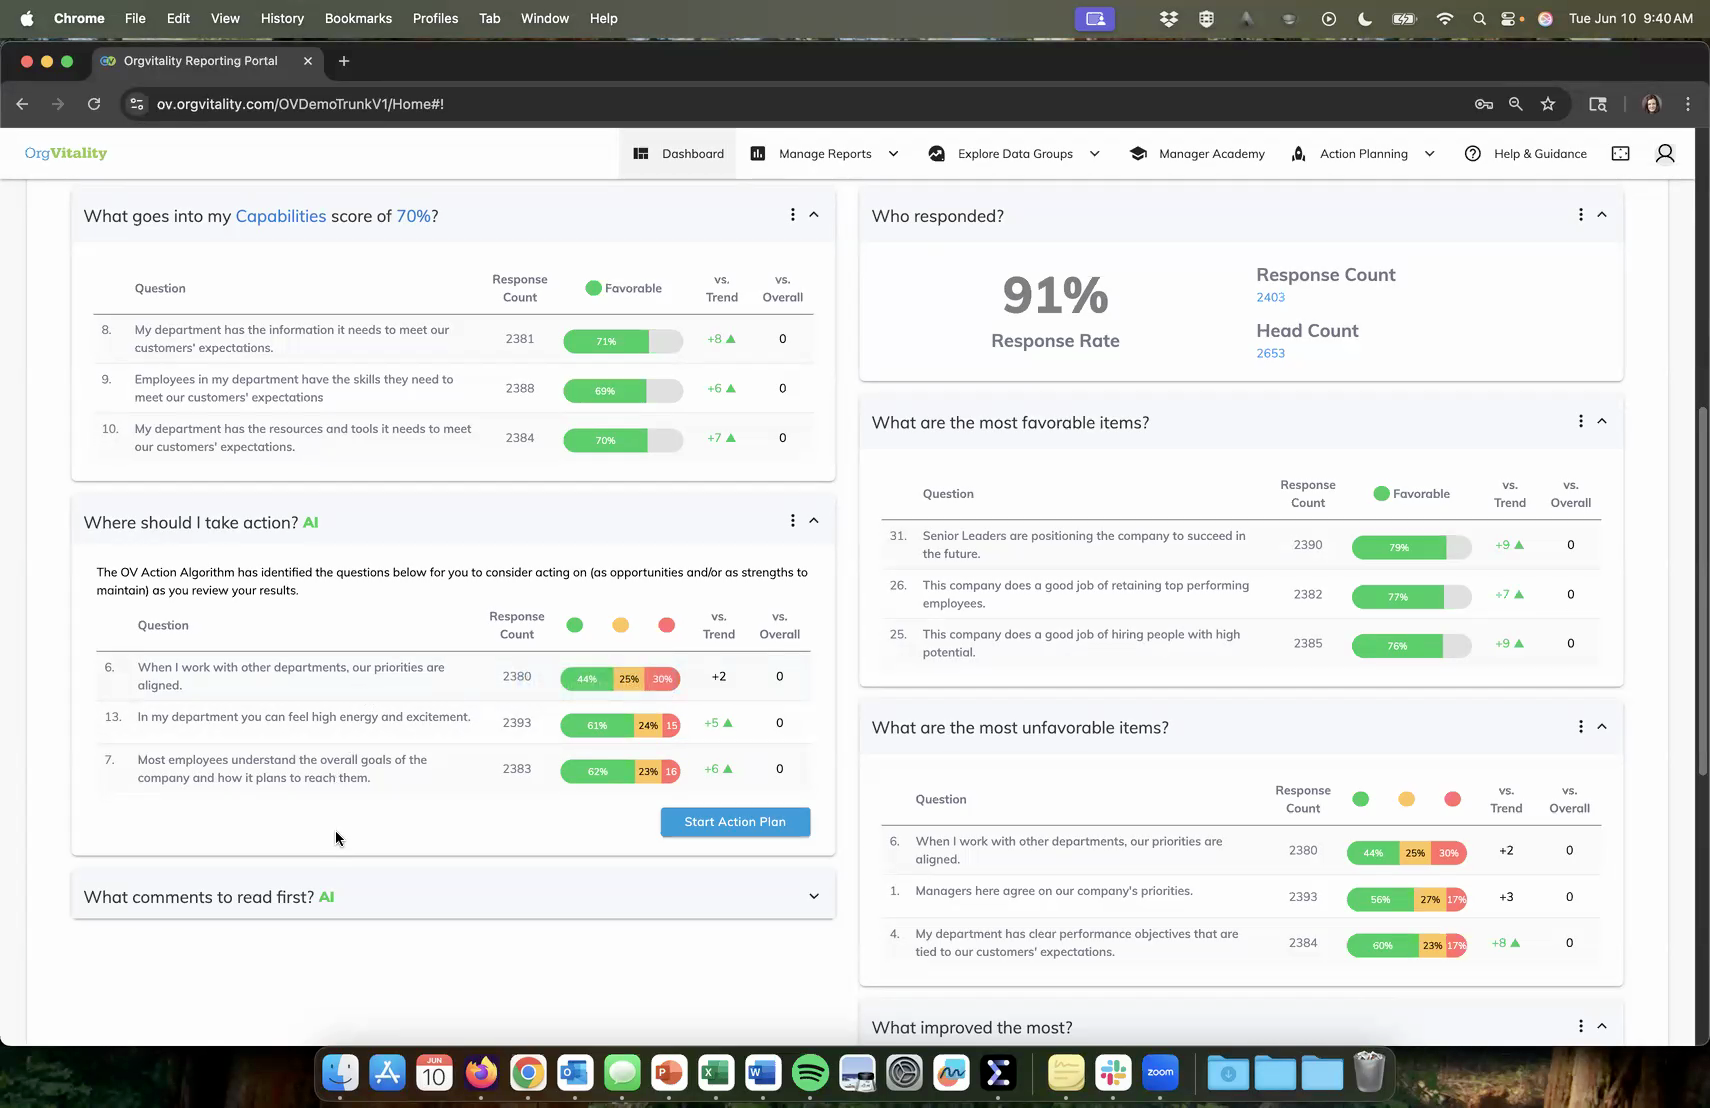 Chrome File Edit View History Bookmarks Profiles Tab Window Help Tue Jun 10 9:40 AM
Orgvitality Reporting Portal
ov.orgvitality.com/OVDemoTrunkV1/Home#!
OrgVitality Dashboard Manage Reports Explore Data Groups Manager Academy Action Planning Help & Guidance
What goes into my Capabilities score of 70%?
Question Response Count Favorable vs. Trend vs. Overall
8. My department has the information it needs to meet our 2381 71% +8 0
customers' expectations.
9. Employees in my department have the skills they need to 2388 69% +6 0
meet our customers' expectations
10. My department has the resources and tools it needs to meet 2384 70% +7 0
our customers' expectations.
Where should I take action? AI
The OV Action Algorithm has identified the questions below for you to consider acting on (as opportunities and/or as strengths to
maintain) as you review your results.
Question Response Count vs. Trend vs. Overall
6. When I work with other departments, our priorities are 2380 44% 25% 30% +2 0
aligned.
13. In my department you can feel high energy and excitement. 2393 61% 24% 15 +5 0
7. Most employees understand the overall goals of the 2383 62% 23% 16 +6 0
company and how it plans to reach them.
Start Action Plan
What comments to read first? AI
Who responded?
91%
Response Rate
Response Count
2403
Head Count
2653
What are the most favorable items?
Question Response Count Favorable vs. Trend vs. Overall
31. Senior Leaders are positioning the company to succeed in 2390 79% +9 0
the future.
26. This company does a good job of retaining top performing 2382 77% +7 0
employees.
25. This company does a good job of hiring people with high 2385 76% +9 0
potential.
What are the most unfavorable items?
Question Response Count vs. Trend vs. Overall
6. When I work with other departments, our priorities are 2380 44% 25% 30% +2 0
aligned.
1. Managers here agree on our company's priorities. 2393 56% 27% 17% +3 0
4. My department has clear performance objectives that are 2384 60% 23% 17% +8 0
tied to our customers' expectations.
What improved the most?
JUN
10
zoom